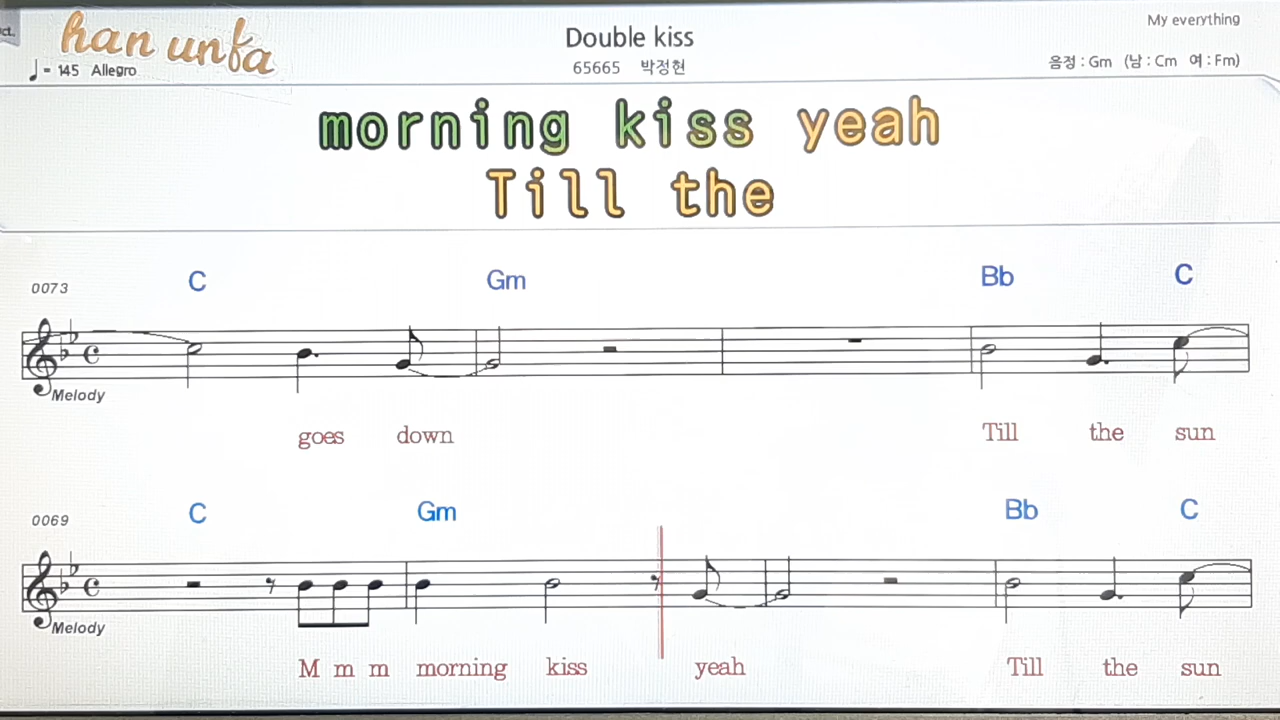 ct.
han unfa
♩ = 145 Allegro
Double kiss
65665 박정현
My everything
음정 : Gm (남 : Cm 여 : Fm)
morning kiss yeah
Till the
0073
C Gm Bb C
Melody
goes down Till the sun
0069
C Gm Bb C
Melody
M m m morning kiss yeah Till the sun